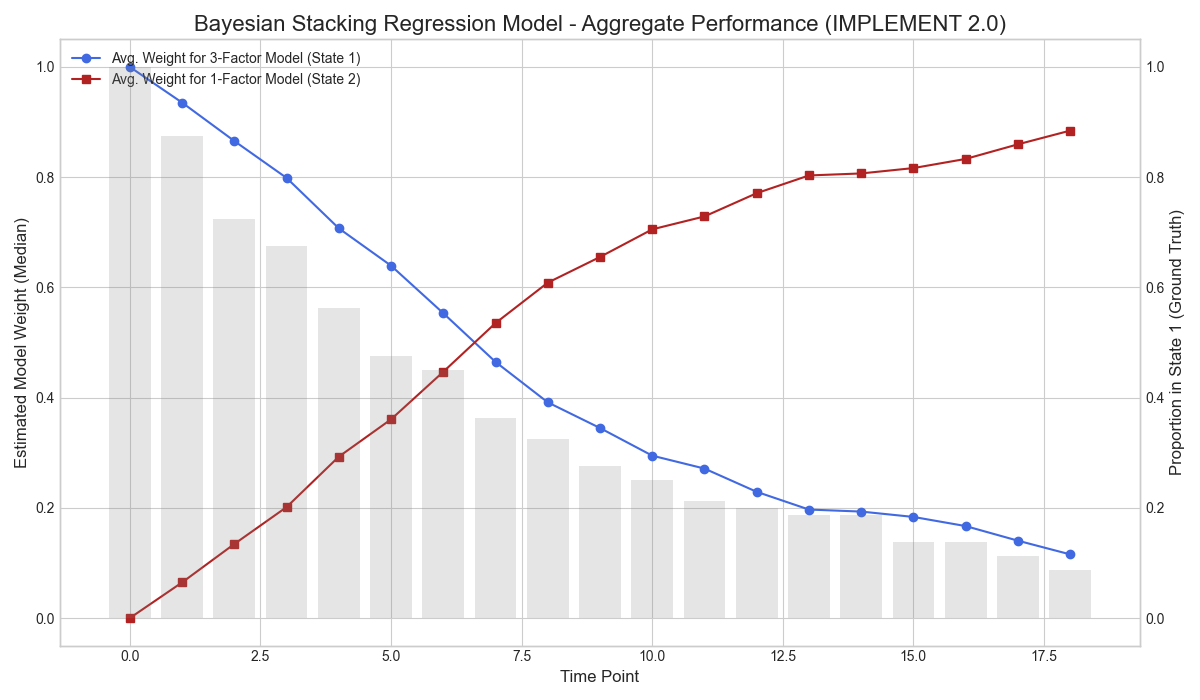 Bayesian Stacking Regression Model - Aggregate Performance (IMPLEMENT 2.0)
Avg. Weight for 3-Factor Model (State 1)
Avg. Weight for 1-Factor Model (State 2)
Estimated Model Weight (Median)
1.0
0.8
0.6
0.4
0.2
0.0
1.0
0.8
0.6
0.4
0.2
0.0
Proportion in State 1 (Ground Truth)
0.0 2.5 5.0 7.5 10.0 12.5 15.0 17.5
Time Point